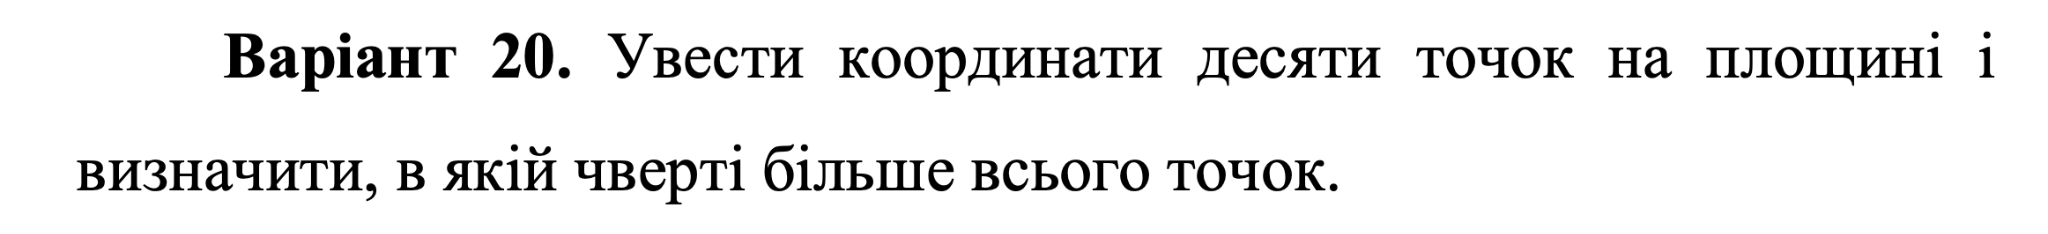 Варіант 20. Увести координати десяти точок на площині і
визначити, в якій чверті більше всього точок.